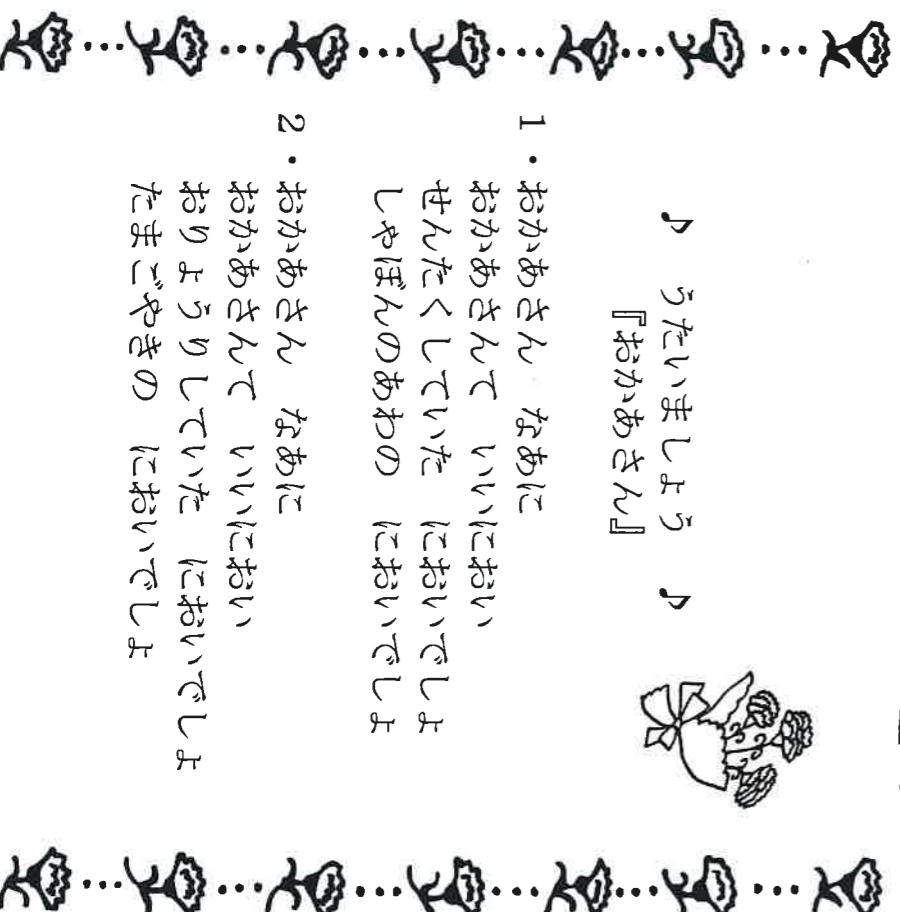 ♪ うたいましょう ♪
『おかあさん』
1．おかあさん なあに
おかあさんて いいにおい
せんたくしていた においでしょ
しゃぼんのあわの においでしょ
2．おかあさん なあに
おかあさんて いいにおい
おりょうりしていた においでしょ
たまごやきの においでしょ